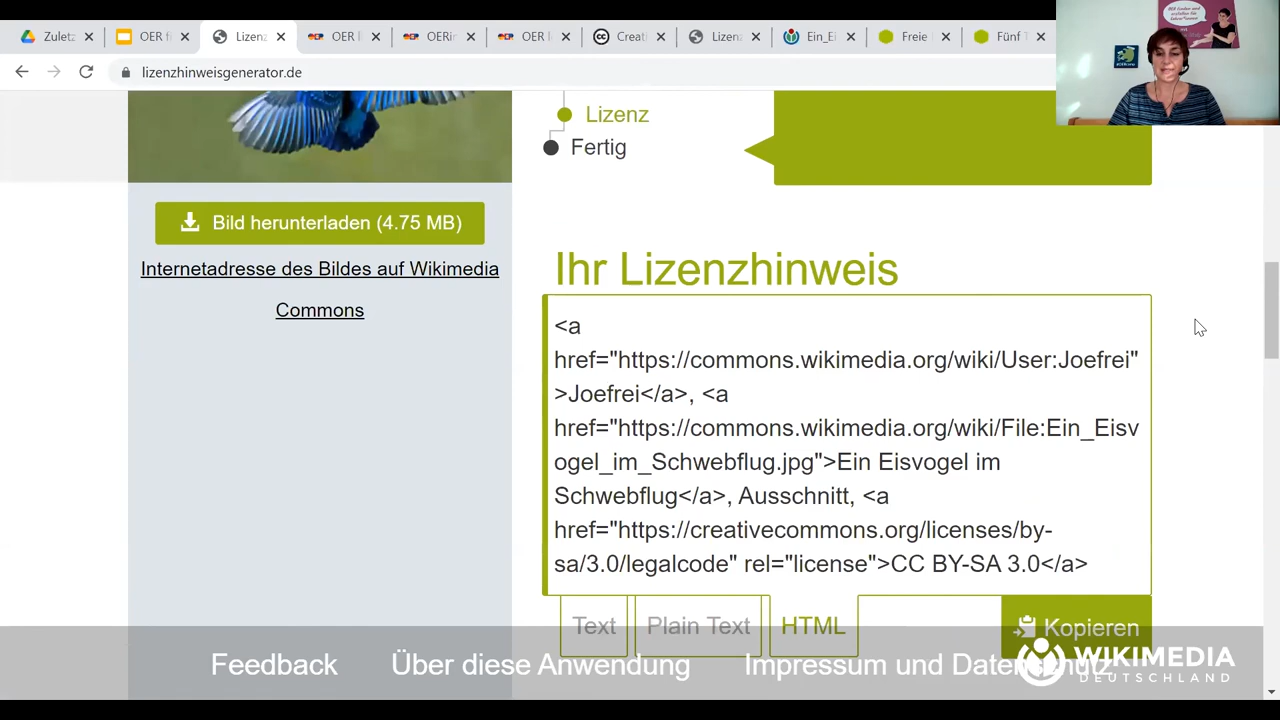 Zuletz
OER fi
Lizenz
OER l
OERin
OER l
Creati
Lizenz
Ein_Ei
Freie
Fünf T
lizenzhinweisgenerator.de
Lizenz
Fertig
Bild herunterladen (4.75 MB)
Internetadresse des Bildes auf Wikimedia
Commons
Ihr Lizenzhinweis
<a
href="https://commons.wikimedia.org/wiki/User:Joefrei"
>Joefrei</a>, <a
href="https://commons.wikimedia.org/wiki/File:Ein_Eisv
ogel_im_Schwebflug.jpg">Ein Eisvogel im
Schwebflug</a>, Ausschnitt, <a
href="https://creativecommons.org/licenses/by-
sa/3.0/legalcode" rel="license">CC BY-SA 3.0</a>
Text Plain Text HTML
Kopieren
Feedback Über diese Anwendung Impressum und Datenschutz
WIKIMEDIA
DEUTSCHLAND